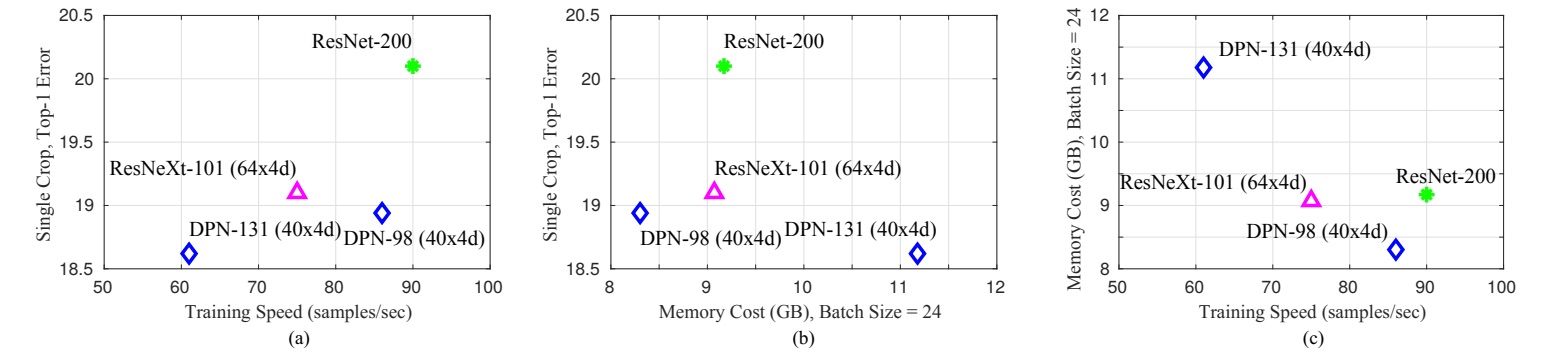 20.5
20
19.5
19
18.5
50
60
70
80
90
100
Single Crop, Top-1 Error
Training Speed (samples/sec)
ResNet-200
ResNeXt-101 (64x4d)
DPN-131 (40x4d)
DPN-98 (40x4d)
(a)
20.5
20
19.5
19
18.5
8
9
10
11
12
Single Crop, Top-1 Error
Memory Cost (GB), Batch Size = 24
ResNet-200
ResNeXt-101 (64x4d)
DPN-98 (40x4d)
DPN-131 (40x4d)
(b)
12
11
10
9
8
50
60
70
80
90
100
Memory Cost (GB), Batch Size = 24
Training Speed (samples/sec)
DPN-131 (40x4d)
ResNeXt-101 (64x4d)
ResNet-200
DPN-98 (40x4d)
(c)